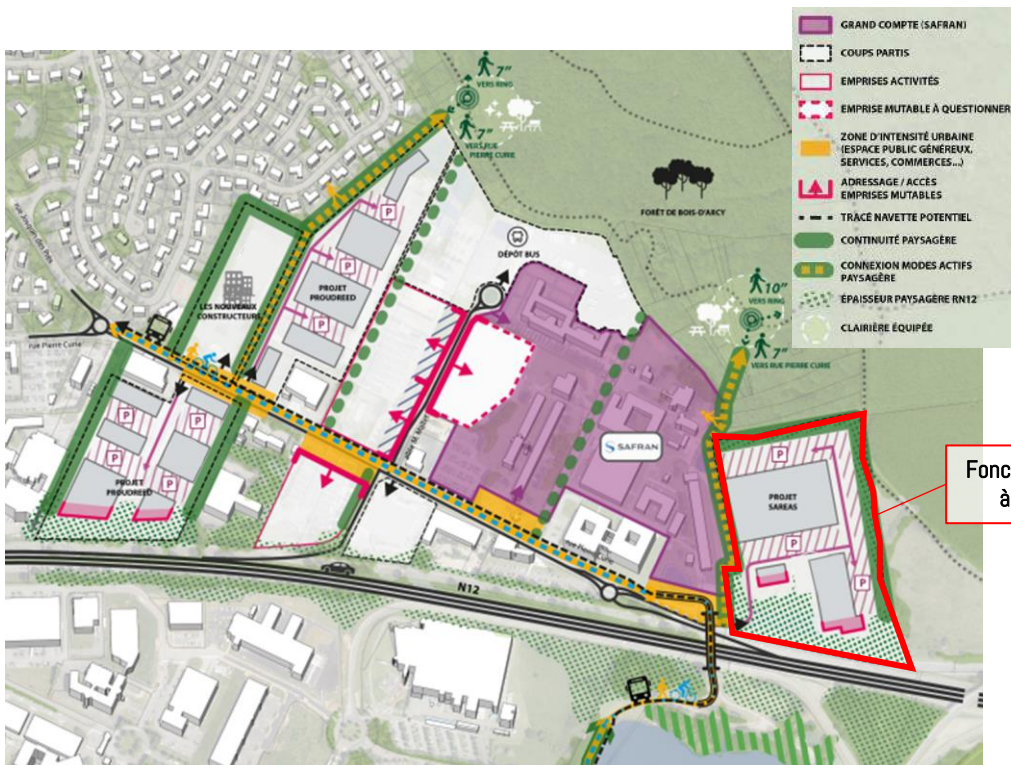 GRAND COMPTE (SAFRAN)
COUPS PARTIS
EMPRISES ACTIVITÉS
EMPRISE MUTABLE À QUESTIONNER
ZONE D'INTENSITÉ URBAINE
(ESPACE PUBLIC GÉNÉREUX,
SERVICES, COMMERCES...)
ADRESSAGE / ACCÈS
EMPRISES MUTABLES
TRACÉ NAVETTE POTENTIEL
CONTINUITÉ PAYSAGÈRE
CONNEXION MODES ACTIFS
PAYSAGÈRE
ÉPAISSEUR PAYSAGÈRE RN12
CLAIRIÈRE ÉQUIPÉE
7"
VERS RING
7"
VERS RUE
PIERRE CURIE
FORÊT DE BOIS-D'ARCY
DÉPÔT BUS
P
PROJET
PROUDREED
P
P
LES NOUVEAUX
CONSTRUCTEURS
10"
VERS RING
7"
VERS RUE PIERRE CURIE
rue Pierre Curie
SAFRAN
P
P
P
P
PROJET
PROUDREED
PROJET
SAREAS
P
P
P
Fonc
à
N12